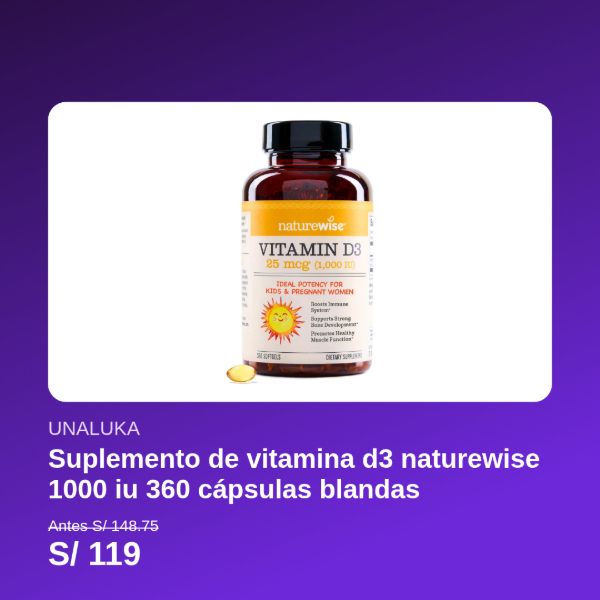 naturewise
VITAMIN D3
25 mcg (1,000 IU)
IDEAL POTENCY FOR
KIDS & PREGNANT WOMEN
Boosts Immune
System*
Supports Strong
Bone Development*
Promotes Healthy
Muscle Function*
360 SOFTGELS DIETARY SUPPLEMENT
UNALUKA
Suplemento de vitamina d3 naturewise
1000 iu 360 cápsulas blandas
Antes S/ 148.75
S/ 119